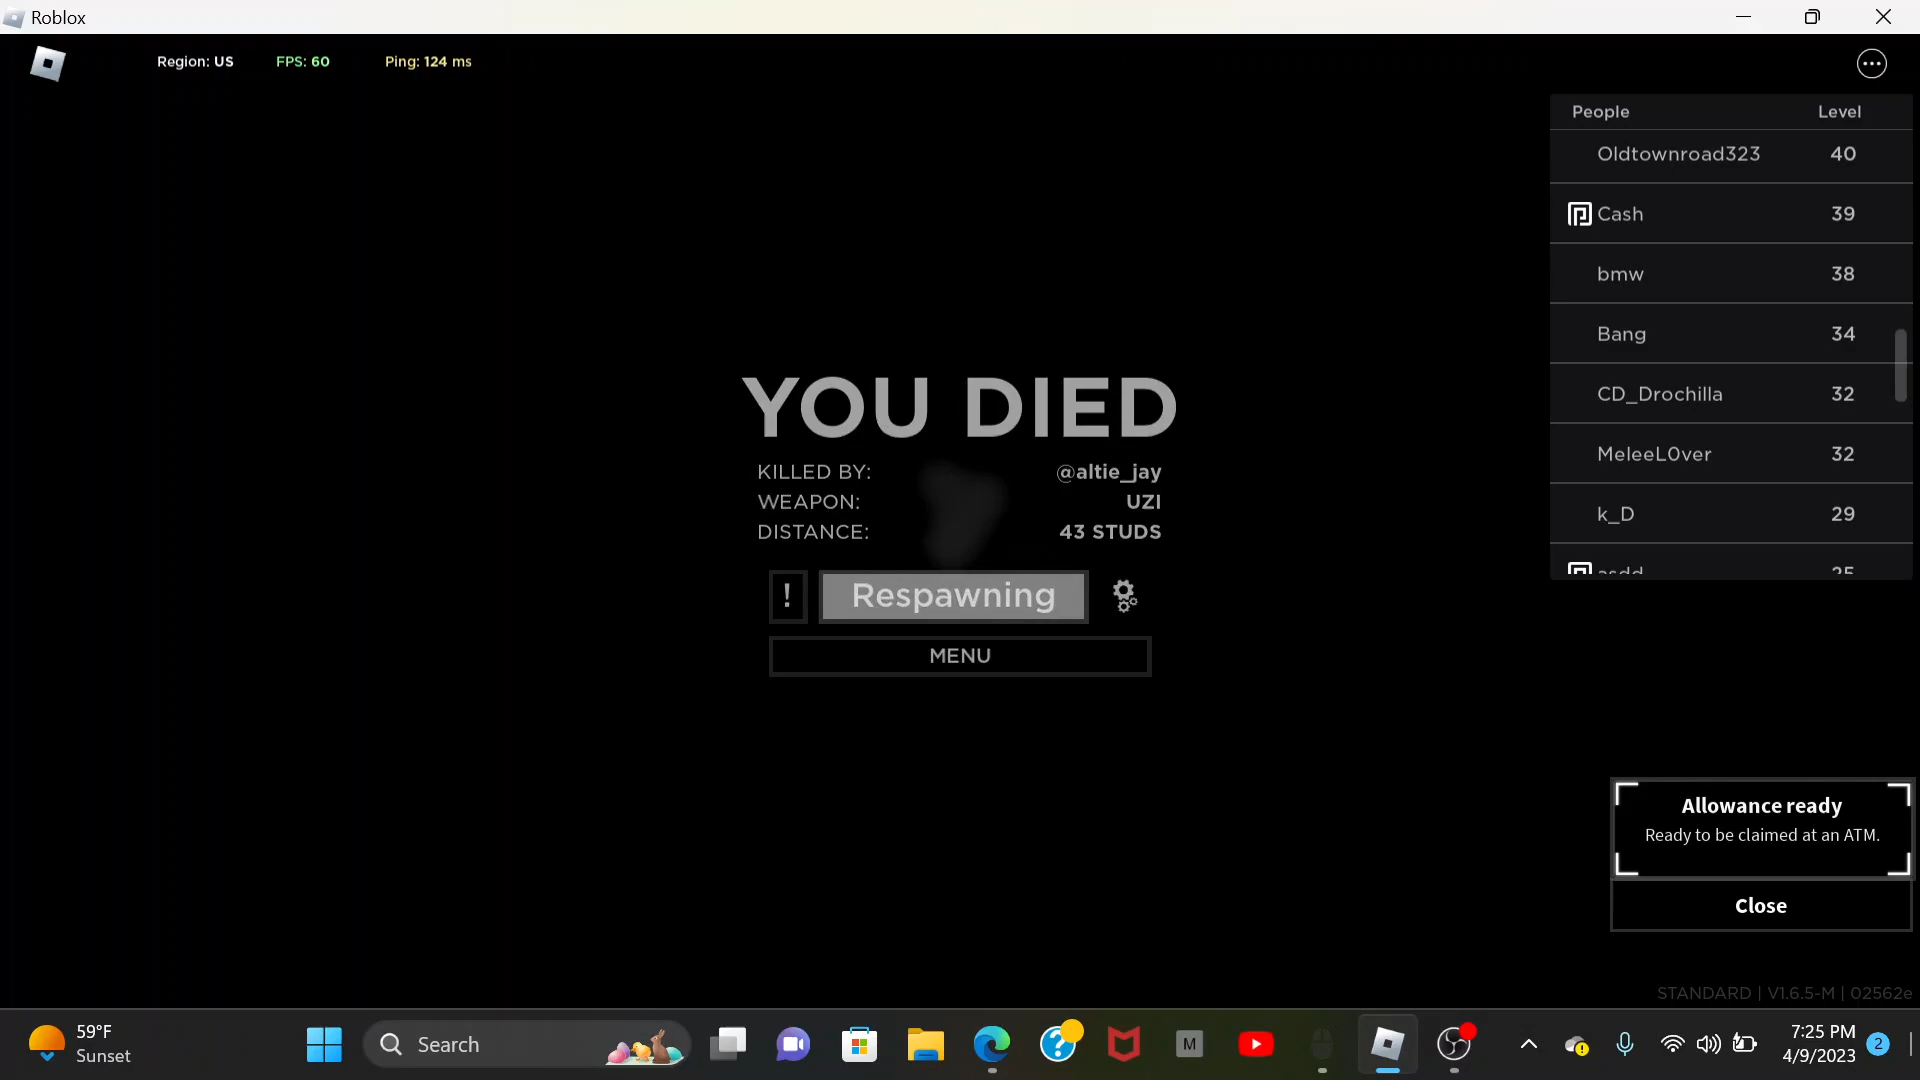 Roblox
Region: US FPS: 60 Ping: 124 ms
People Level
Oldtownroad323 40
Cash 39
bmw 38
Bang 34
CD_Drochilla 32
MeleeL0ver 32
k_D 29
asdd 25
YOU DIED
KILLED BY: @altie_jay
WEAPON: UZI
DISTANCE: 43 STUDS
! Respawning
MENU
Allowance ready
Ready to be claimed at an ATM.
Close
STANDARD | V1.6.5-M | 02562e
59°F
Sunset
Search
M
7:25 PM
4/9/2023
2